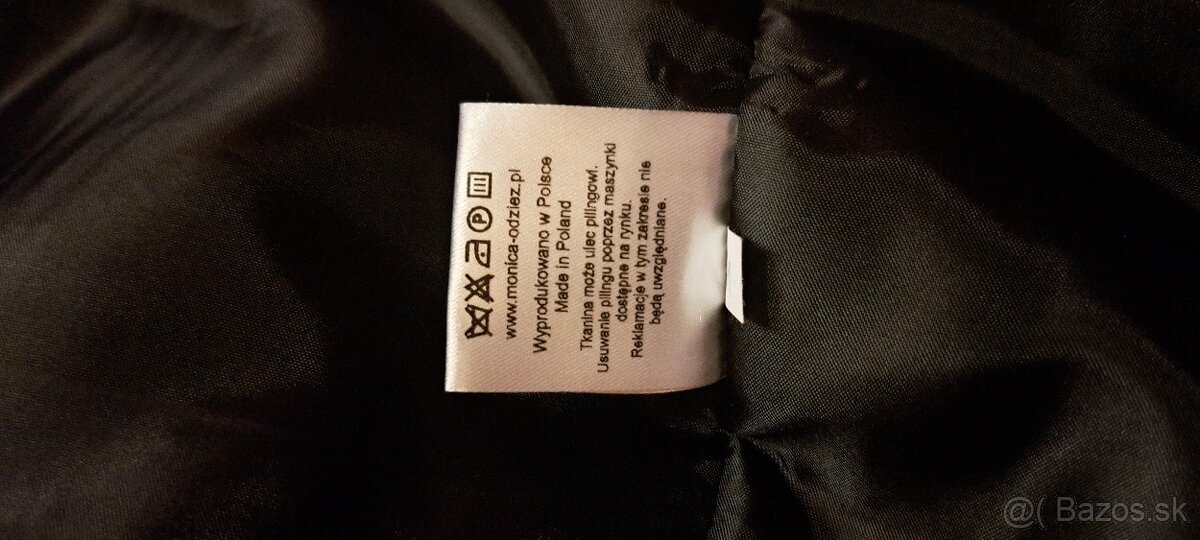 www.monica-odziez.pl
Wyprodukowano w Polsce
Made in Poland
Tkanina może ulec pilingowi.
Usuwanie pilingu poprzez maszynki
dostępne na rynku.
Reklamacje w tym zakresie nie
będą uwzględniane.
@( Bazos.sk